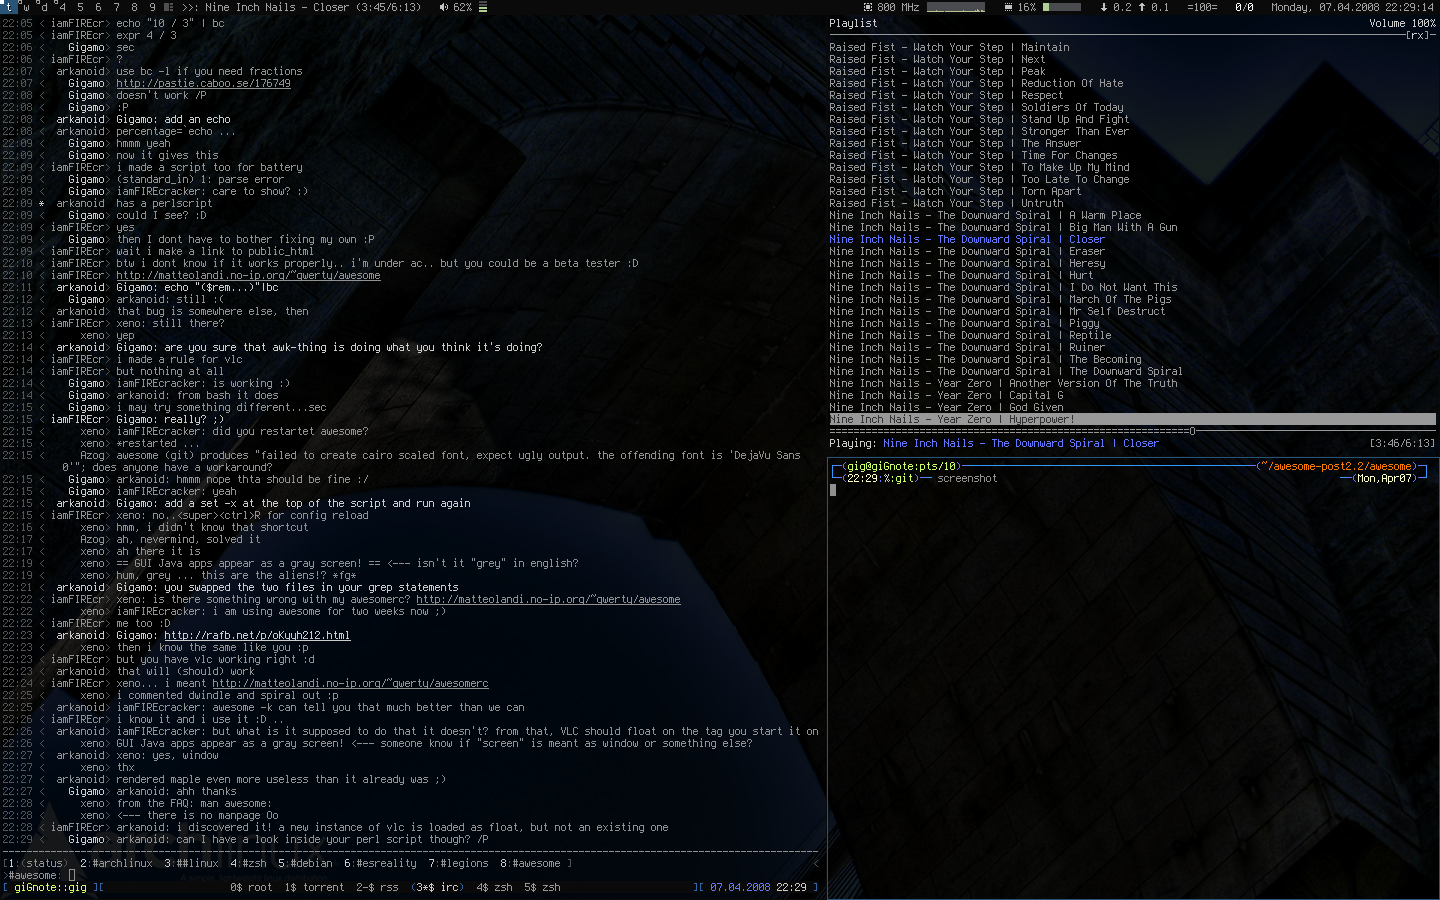 t w d 4 5 6 7 8 9 >>: Nine Inch Nails - Closer (3:45/6:13) 62% 800 MHz 16% 0.2 0.1 =100= 0/0 Monday, 07.04.2008 22:29:14
22:05 < iamFIREcr> echo "10 / 3" | bc
22:05 < iamFIREcr> expr 4 / 3
22:06 < Gigamo> sec
22:06 < iamFIREcr> ?
22:07 < arkanoid> use bc -l if you need fractions
22:07 < Gigamo> http://pastie.caboo.se/176749
22:08 < Gigamo> doesn't work /P
22:08 < Gigamo> :P
22:08 < arkanoid> Gigamo: add an echo
22:08 < arkanoid> percentage=`echo ...
22:09 < Gigamo> hmmm yeah
22:09 < Gigamo> now it gives this
22:09 < iamFIREcr> i made a script too for battery
22:09 < Gigamo> (standard_in) 1: parse error
22:09 < Gigamo> iamFIREcracker: care to show? :)
22:09 * arkanoid has a perlscript
22:09 < Gigamo> could I see? :D
22:09 < iamFIREcr> yes
22:09 < Gigamo> then I dont have to bother fixing my own :P
22:09 < iamFIREcr> wait i make a link to public_html
22:10 < iamFIREcr> btw i dont know if it works properly.. i'm under ac.. but you could be a beta tester :D
22:10 < iamFIREcr> http://matteolandi.no-ip.org/~qwerty/awesome
22:11 < arkanoid> Gigamo: echo "($rem...)"|bc
22:12 < Gigamo> arkanoid: still :(
22:12 < arkanoid> that bug is somewhere else, then
22:13 < iamFIREcr> xeno: still there?
22:13 < xeno> yep
22:14 < arkanoid> Gigamo: are you sure that awk-thing is doing what you think it's doing?
22:14 < iamFIREcr> i made a rule for vlc
22:14 < iamFIREcr> but nothing at all
22:14 < Gigamo> iamFIREcracker: is working :)
22:14 < Gigamo> arkanoid: from bash it does
22:15 < Gigamo> i may try something different...sec
22:15 < iamFIREcr> Gigamo: really? ;)
22:15 < xeno> iamFIREcracker: did you restartet awesome?
22:15 < xeno> *restarted ...
22:15 < Azog> awesome (git) produces "failed to create cairo scaled font, expect ugly output. the offending font is 'DejaVu Sans
0'"; does anyone have a workaround?
22:15 < Gigamo> arkanoid: hmmm nope thta should be fine :/
22:15 < Gigamo> iamFIREcracker: yeah
22:15 < arkanoid> Gigamo: add a set -x at the top of the script and run again
22:15 < iamFIREcr> xeno: no..<super><ctrl>R for config reload
22:16 < xeno> hmm, i didn't know that shortcut
22:17 < Azog> ah, nevermind, solved it
22:17 < xeno> ah there it is
22:19 < xeno> == GUI Java apps appear as a gray screen! == <--- isn't it "grey" in english?
22:19 < xeno> hum, grey ... this are the aliens!? *fg*
22:21 < arkanoid> Gigamo: you swapped the two files in your grep statements
22:22 < iamFIREcr> xeno: is there something wrong with my awesomerc? http://matteolandi.no-ip.org/~qwerty/awesome
22:22 < xeno> iamFIREcracker: i am using awesome for two weeks now ;)
22:22 < iamFIREcr> me too :D
22:23 < arkanoid> Gigamo: http://rafb.net/p/oKyyh212.html
22:23 < xeno> then i know the same like you :p
22:23 < iamFIREcr> but you have vlc working right :d
22:23 < arkanoid> that will (should) work
22:24 < iamFIREcr> xeno... i meant http://matteolandi.no-ip.org/~qwerty/awesomerc
22:25 < xeno> i commented dwindle and spiral out :p
22:25 < arkanoid> iamFIREcracker: awesome -k can tell you that much better than we can
22:26 < iamFIREcr> i know it and i use it :D ..
22:26 < arkanoid> iamFIREcracker: but what is it supposed to do that it doesn't? from that, VLC should float on the tag you start it on
22:26 < xeno> GUI Java apps appear as a gray screen! <--- someone know if "screen" is meant as window or something else?
22:27 < arkanoid> xeno: yes, window
22:27 < xeno> thx
22:27 < arkanoid> rendered maple even more useless than it already was ;)
22:27 < Gigamo> arkanoid: ahh thanks
22:28 < xeno> from the FAQ: man awesome:
22:28 < xeno> <--- there is no manpage Oo
22:28 < iamFIREcr> arkanoid: i discovered it! a new instance of vlc is loaded as float, but not an existing one
22:29 < Gigamo> arkanoid: can I have a look inside your perl script though? /P
[1:(status) 2:#archlinux 3:##linux 4:#zsh 5:#debian 6:#esreality 7:#legions 8:#awesome ]
>#awesome:
[ giGnote::gig ][ 0$ root 1$ torrent 2-$ rss (3*$ irc) 4$ zsh 5$ zsh ][ 07.04.2008 22:29 ]
Playlist Volume 100%
[rx]
Raised Fist - Watch Your Step | Maintain
Raised Fist - Watch Your Step | Next
Raised Fist - Watch Your Step | Peak
Raised Fist - Watch Your Step | Reduction Of Hate
Raised Fist - Watch Your Step | Respect
Raised Fist - Watch Your Step | Soldiers Of Today
Raised Fist - Watch Your Step | Stand Up And Fight
Raised Fist - Watch Your Step | Stronger Than Ever
Raised Fist - Watch Your Step | The Answer
Raised Fist - Watch Your Step | Time For Changes
Raised Fist - Watch Your Step | To Make Up My Mind
Raised Fist - Watch Your Step | Too Late To Change
Raised Fist - Watch Your Step | Torn Apart
Raised Fist - Watch Your Step | Untruth
Nine Inch Nails - The Downward Spiral | A Warm Place
Nine Inch Nails - The Downward Spiral | Big Man With A Gun
Nine Inch Nails - The Downward Spiral | Closer
Nine Inch Nails - The Downward Spiral | Eraser
Nine Inch Nails - The Downward Spiral | Heresy
Nine Inch Nails - The Downward Spiral | Hurt
Nine Inch Nails - The Downward Spiral | I Do Not Want This
Nine Inch Nails - The Downward Spiral | March Of The Pigs
Nine Inch Nails - The Downward Spiral | Mr Self Destruct
Nine Inch Nails - The Downward Spiral | Piggy
Nine Inch Nails - The Downward Spiral | Reptile
Nine Inch Nails - The Downward Spiral | Ruiner
Nine Inch Nails - The Downward Spiral | The Becoming
Nine Inch Nails - The Downward Spiral | The Downward Spiral
Nine Inch Nails - Year Zero | Another Version Of The Truth
Nine Inch Nails - Year Zero | Capital G
Nine Inch Nails - Year Zero | God Given
Nine Inch Nails - Year Zero | Hyperpower!
Playing: Nine Inch Nails - The Downward Spiral | Closer [3:46/6:13]
(gig@giGnote:pts/10) (~/awesome-post2.2/awesome)
(22:29:%:git) screenshot (Mon,Apr07)